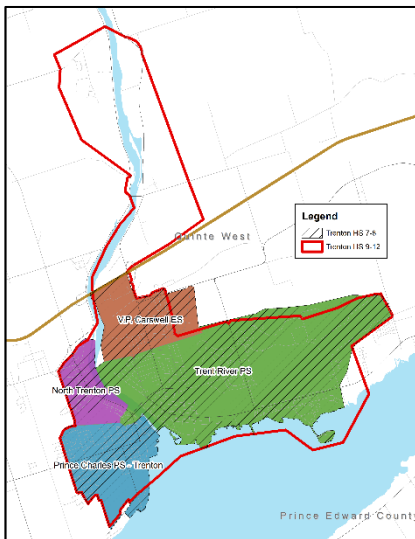 Quinte West
Legend
Trenton HS 7-8
Trenton HS 9-12
V.P. Carswell ES
Trent River PS
North Trenton PS
Prince Charles PS - Trenton
Prince Edward County